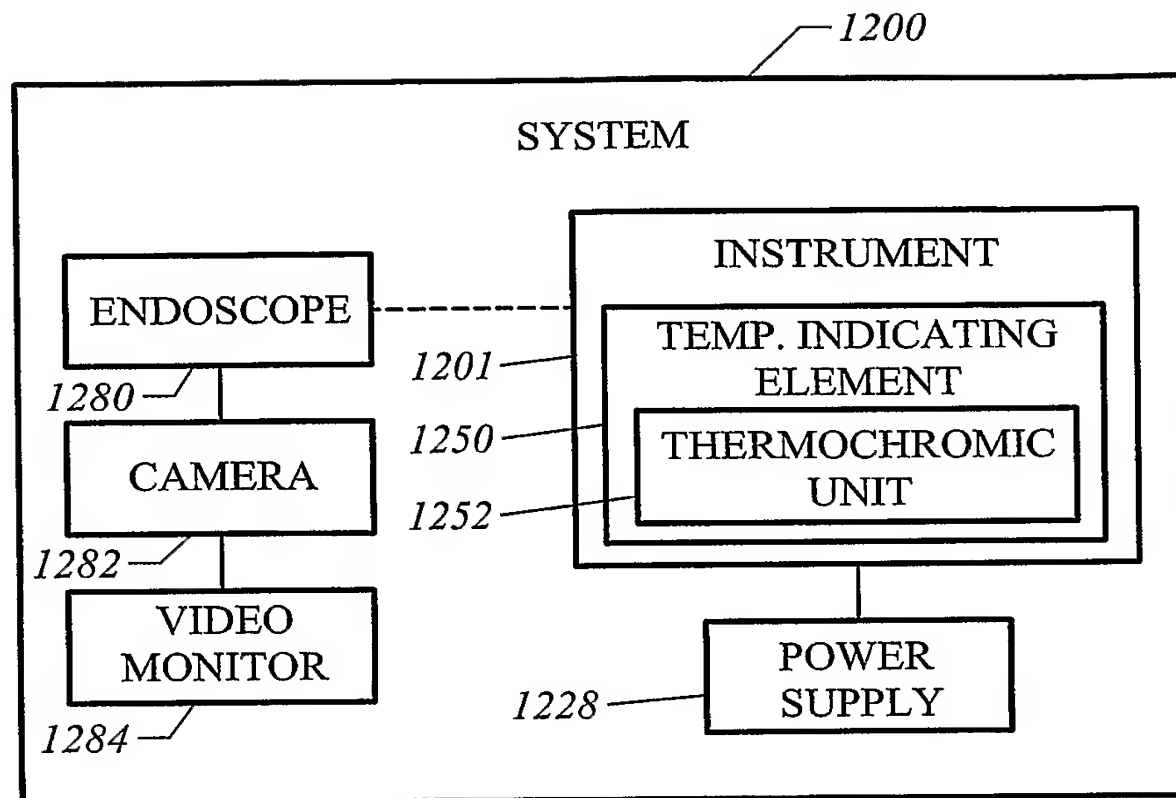 1200
SYSTEM
ENDOSCOPE
1280
CAMERA
1282
VIDEO
MONITOR
1284
INSTRUMENT
1201
TEMP. INDICATING
ELEMENT
1250
THERMOCHROMIC
UNIT
1252
POWER
SUPPLY
1228